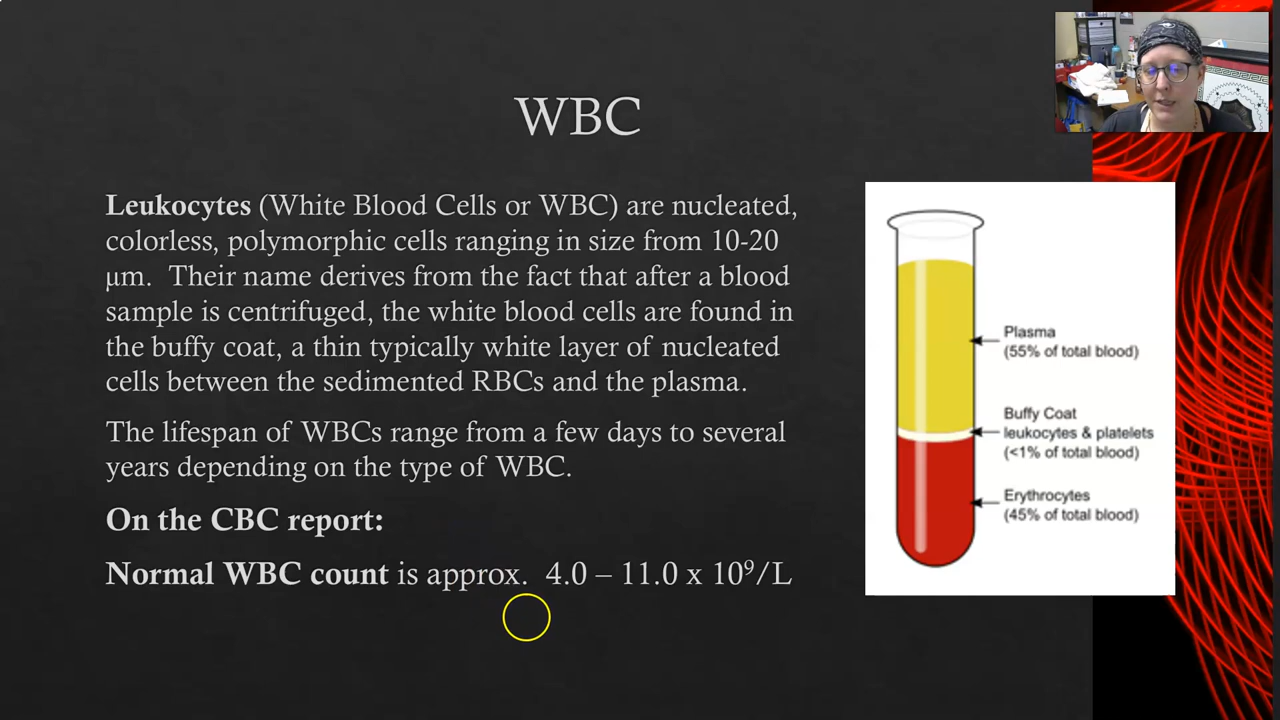 WBC
Leukocytes (White Blood Cells or WBC) are nucleated,
colorless, polymorphic cells ranging in size from 10-20
μm.  Their name derives from the fact that after a blood
sample is centrifuged, the white blood cells are found in
the buffy coat, a thin typically white layer of nucleated
cells between the sedimented RBCs and the plasma.
The lifespan of WBCs range from a few days to several
years depending on the type of WBC.
On the CBC report:
Normal WBC count is approx.  4.0 – 11.0 x 10⁹/L
Plasma
(55% of total blood)
Buffy Coat
leukocytes & platelets
(<1% of total blood)
Erythrocytes
(45% of total blood)